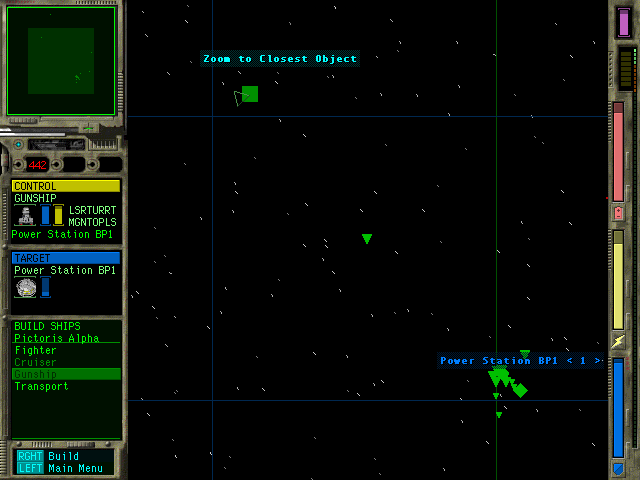 Zoom to Closest Object
442
CONTROL
GUNSHIP
LSRTURRT
MGNTOPLS
Power Station BP1
TARGET
Power Station BP1
BUILD SHIPS
Pictoris Alpha
Fighter
Cruiser
Gunship
Transport
RGHT Build
LEFT Main Menu
Power Station BP1 < 1 >